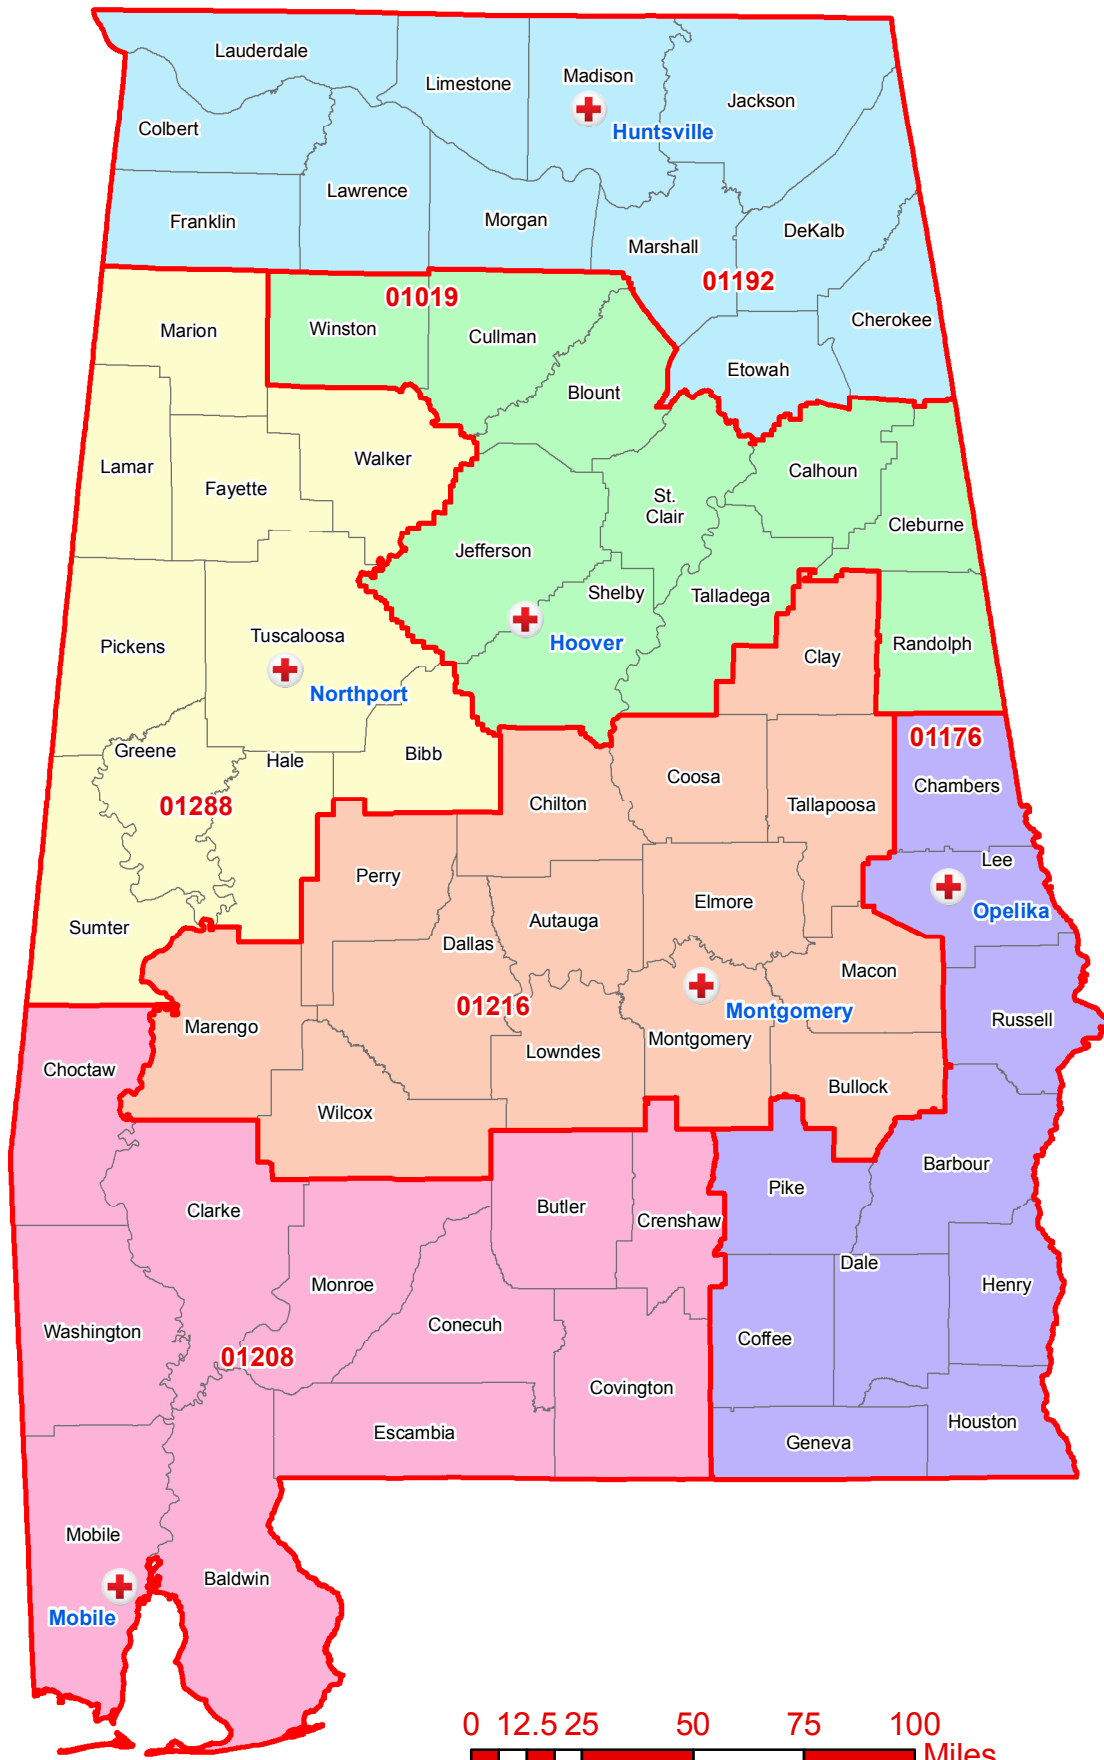 Lauderdale
Limestone
Madison
Jackson
Huntsville
Colbert
Lawrence
Franklin
Morgan
DeKalb
Marshall
01192
01019
Cherokee
Winston
Marion
Cullman
Etowah
Blount
Walker
Lamar
Calhoun
Fayette
St.
Clair
Cleburne
Jefferson
Shelby
Talladega
Tuscaloosa
Hoover
Randolph
Pickens
Clay
Northport
01176
Greene
Bibb
Hale
Coosa
Chambers
01288
Chilton
Tallapoosa
Lee
Perry
Elmore
Opelika
Autauga
Sumter
Dallas
Macon
01216
Montgomery
Russell
Marengo
Montgomery
Lowndes
Choctaw
Bullock
Wilcox
Barbour
Pike
Butler
Clarke
Crenshaw
Dale
Monroe
Henry
Conecuh
Washington
Coffee
01208
Covington
Houston
Escambia
Geneva
Mobile
Baldwin
Mobile
0 12.5 25 50 75 100
Miles